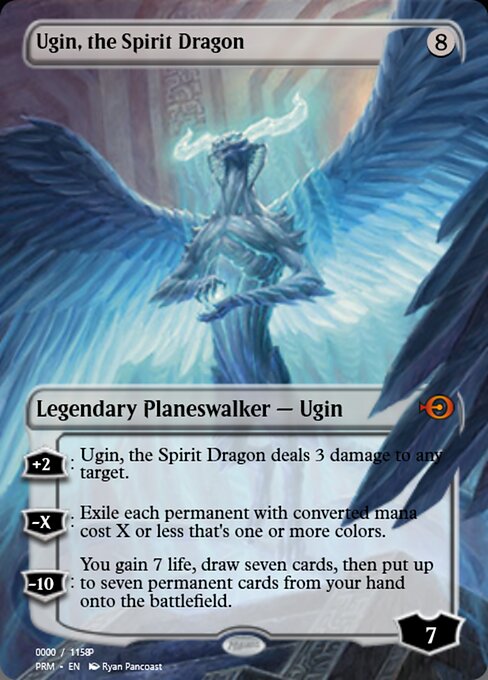 Ugin, the Spirit Dragon 8
Legendary Planeswalker — Ugin
+2: Ugin, the Spirit Dragon deals 3 damage to any
target.
-X: Exile each permanent with converted mana
cost X or less that's one or more colors.
-10: You gain 7 life, draw seven cards, then put up
to seven permanent cards from your hand
onto the battlefield.
7
0000 / 1158P
PRM - EN Ryan Pancoast